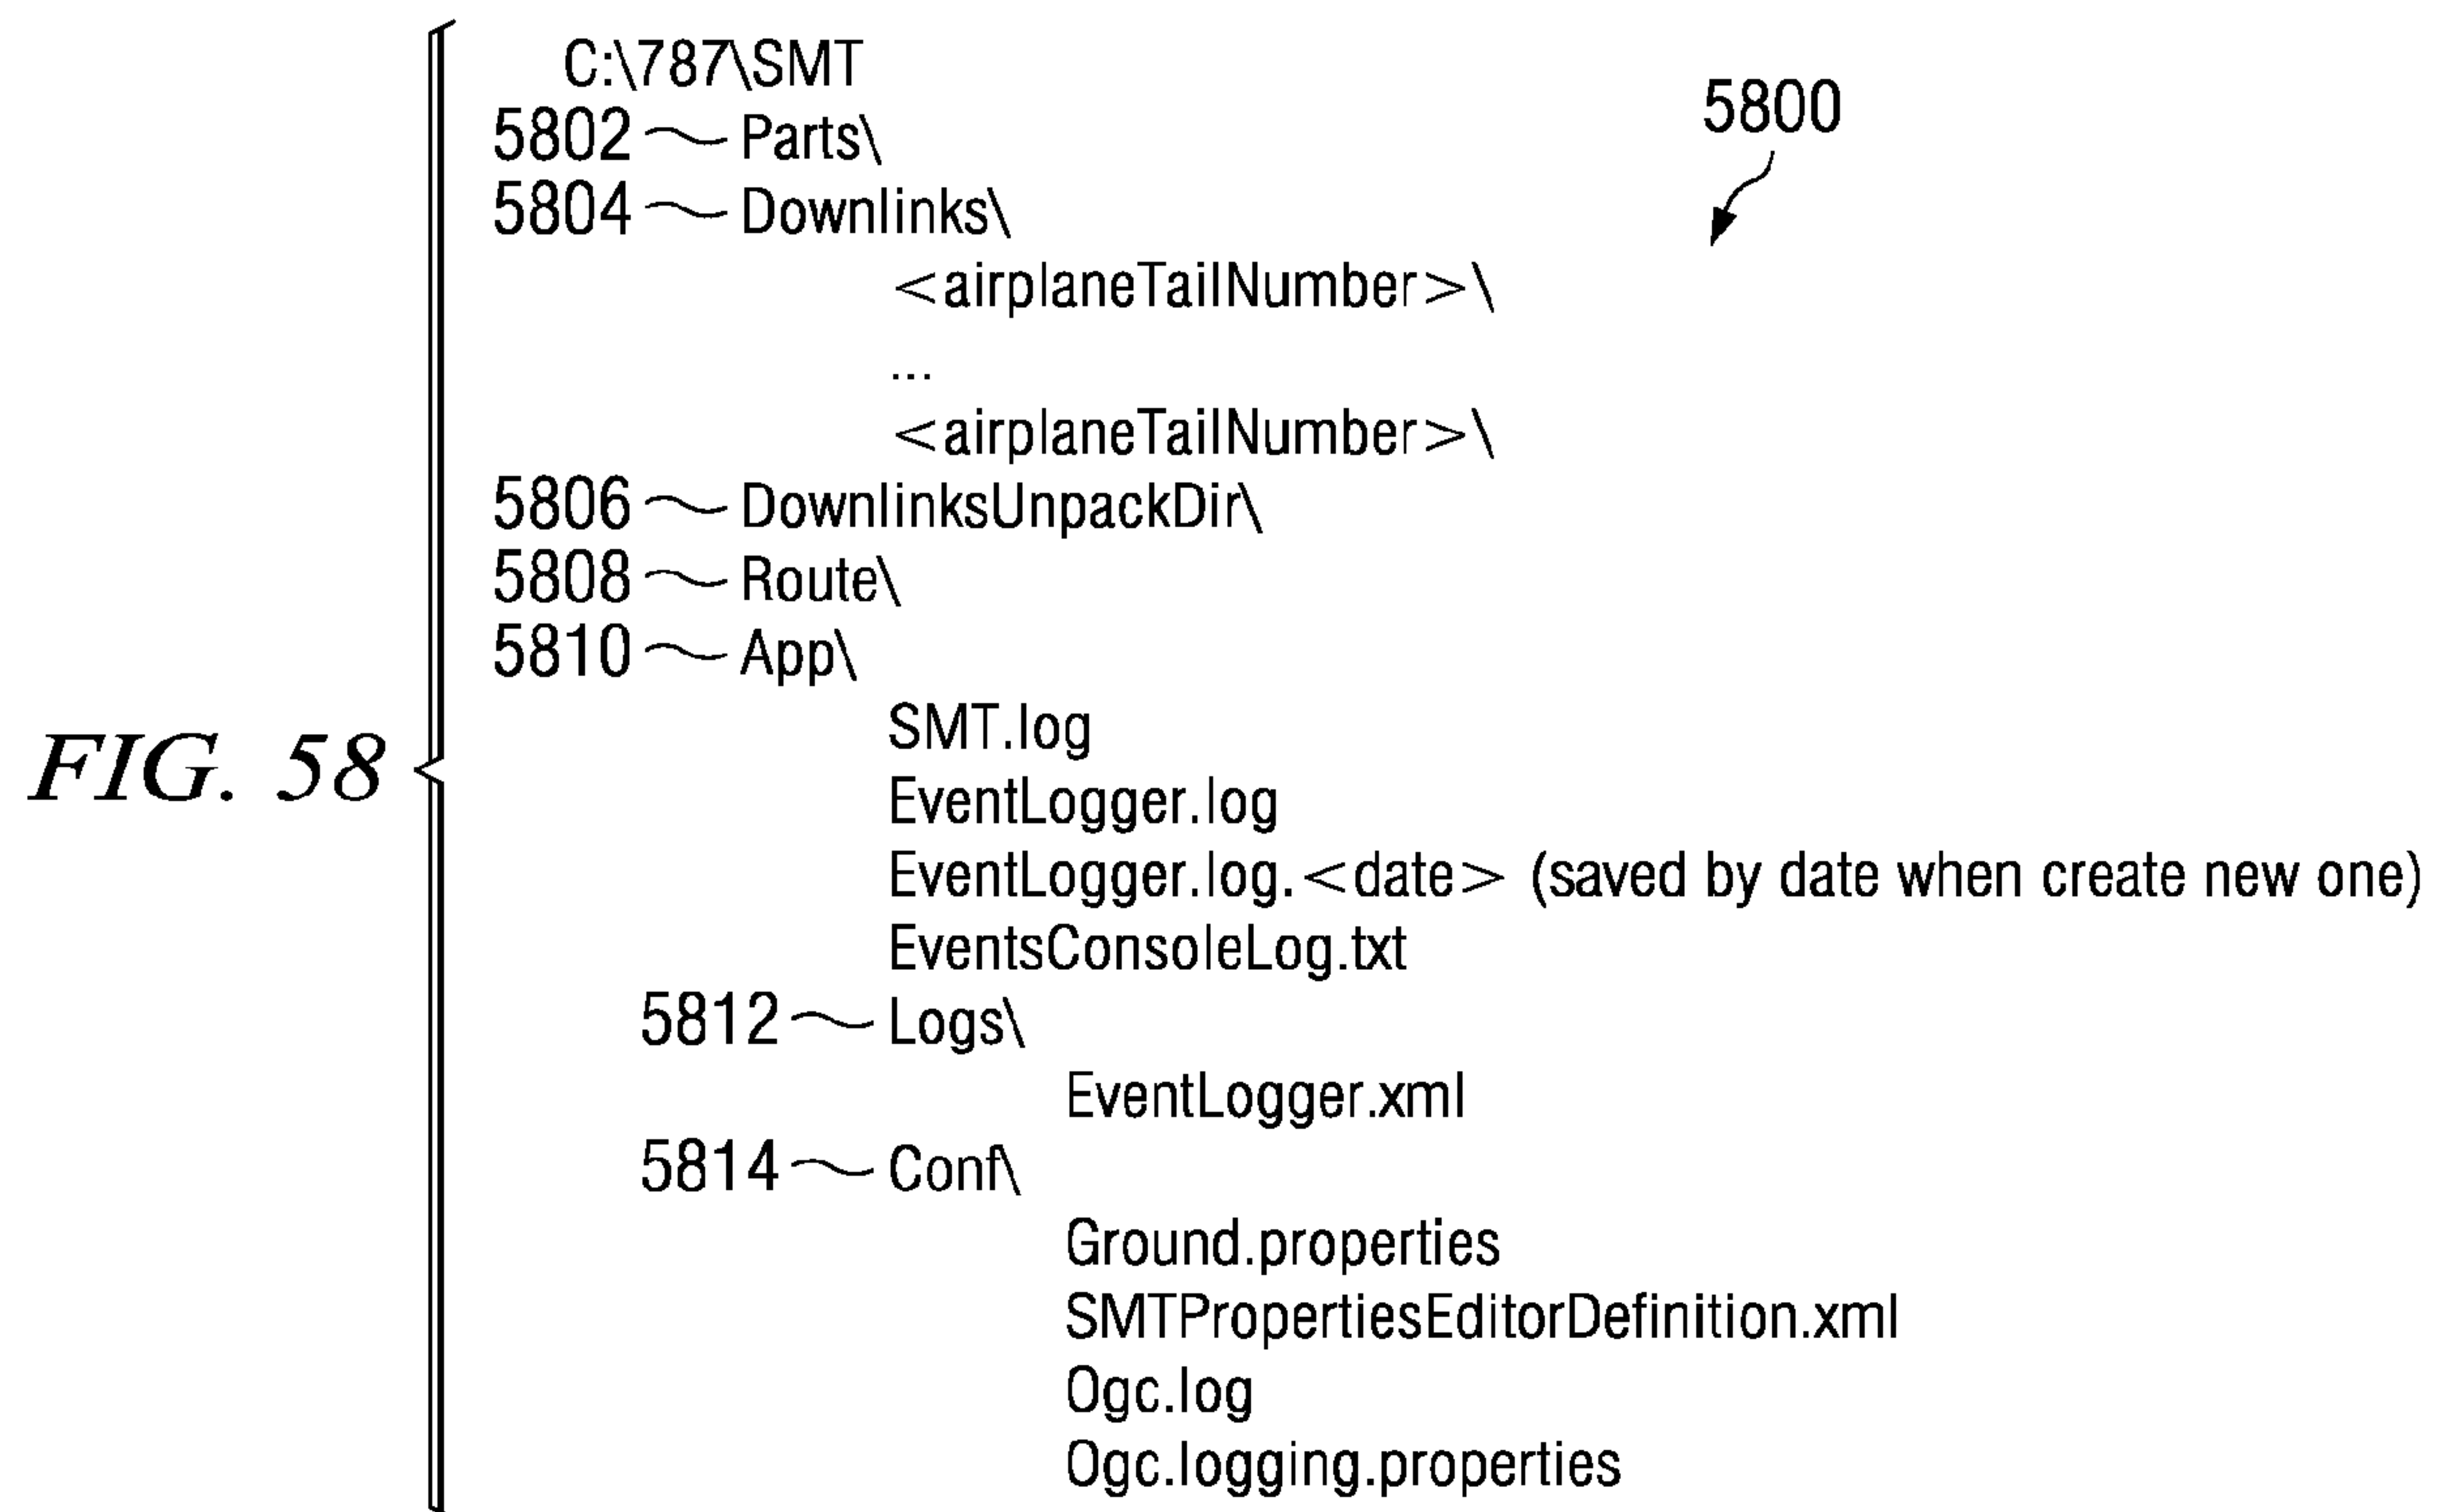 C:\787\SMT
5800
5802 Parts\
5804 Downlinks\
<airplaneTailNumber>\
...
<airplaneTailNumber>\
5806 DownlinksUnpackDir\
5808 Route\
5810 App\
SMT.log
FIG. 58
EventLogger.log
EventLogger.log.<date> (saved by date when create new one)
EventsConsoleLog.txt
5812 Logs\
EventLogger.xml
5814 Conf\
Ground.properties
SMTPropertiesEditorDefinition.xml
Ogc.log
Ogc.logging.properties